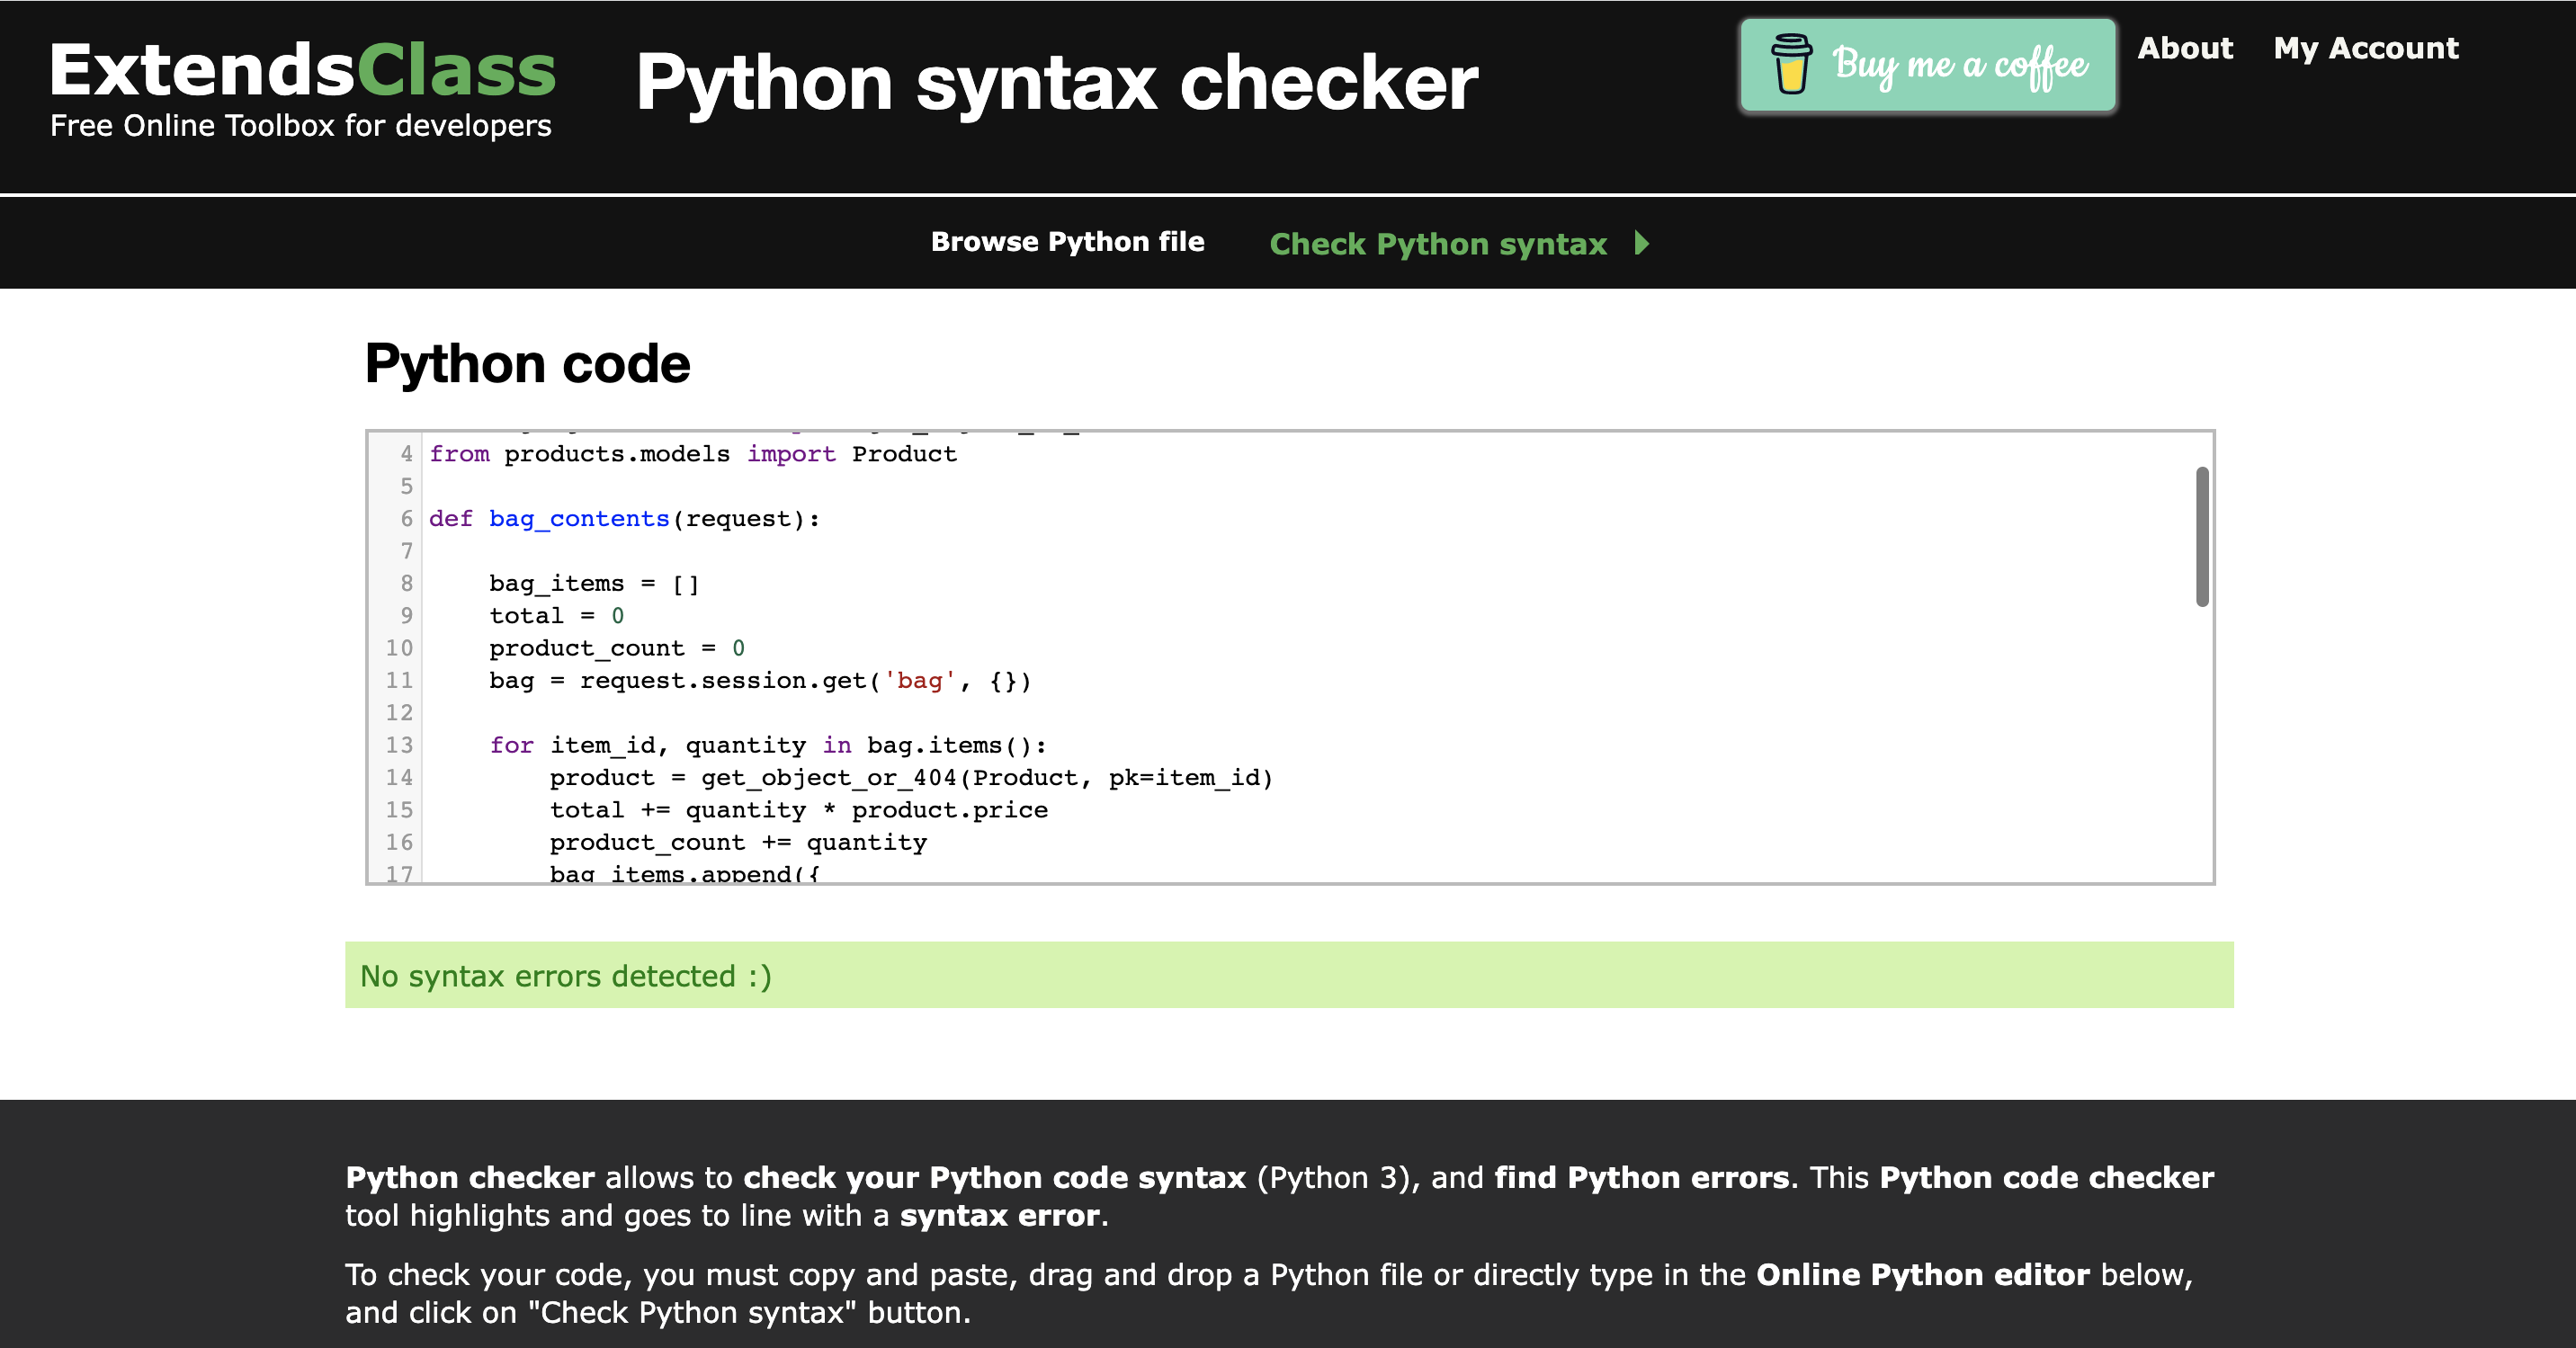 ExtendsClass
Free Online Toolbox for developers
Python syntax checker
Buy me a coffee
About
My Account
Browse Python file
Check Python syntax
Python code
4 from products.models import Product
5
6 def bag_contents(request):
7
8 bag_items = []
9 total = 0
10 product_count = 0
11 bag = request.session.get('bag', {})
12
13 for item_id, quantity in bag.items():
14 product = get_object_or_404(Product, pk=item_id)
15 total += quantity * product.price
16 product_count += quantity
17 bag_items.append({
No syntax errors detected :)
Python checker allows to check your Python code syntax (Python 3), and find Python errors. This Python code checker
tool highlights and goes to line with a syntax error.
To check your code, you must copy and paste, drag and drop a Python file or directly type in the Online Python editor below,
and click on "Check Python syntax" button.